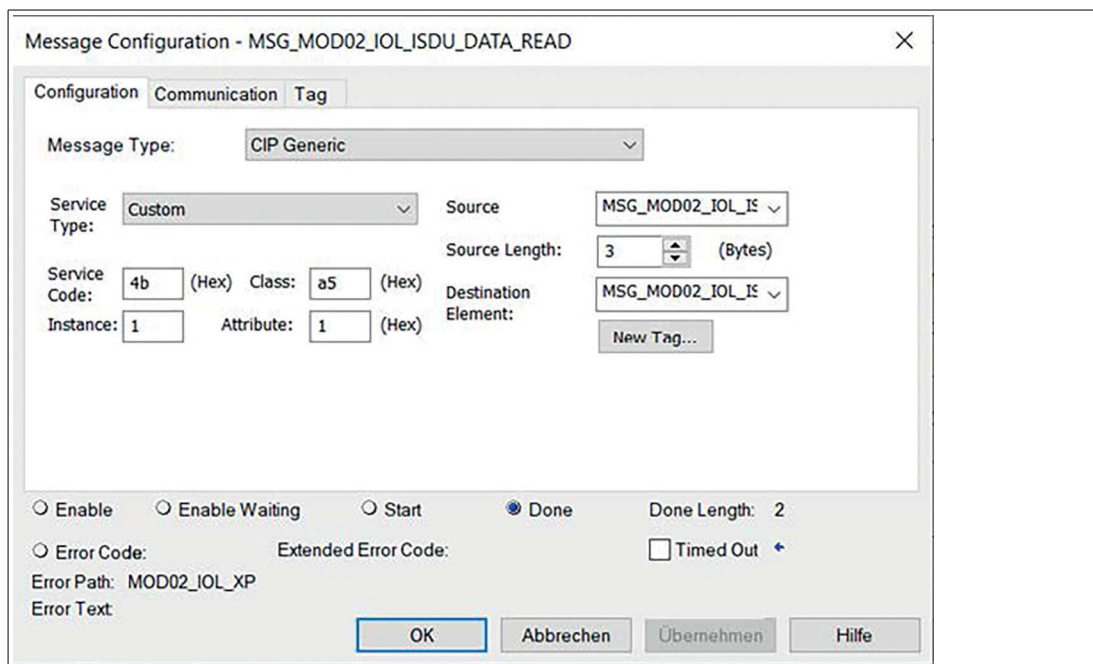 Message Configuration - MSG_MOD02_IOL_ISDU_DATA_READ
Configuration Communication Tag
Message Type: CIP Generic
Service Type: Custom
Source MSG_MOD02_IOL_IS
Source Length: 3 (Bytes)
Service Code: 4b (Hex) Class: a5 (Hex)
Destination Element: MSG_MOD02_IOL_IS
Instance: 1 Attribute: 1 (Hex)
New Tag...
Enable Enable Waiting Start Done Done Length: 2
Error Code: Extended Error Code: Timed Out
Error Path: MOD02_IOL_XP
Error Text
OK Abbrechen Übernehmen Hilfe